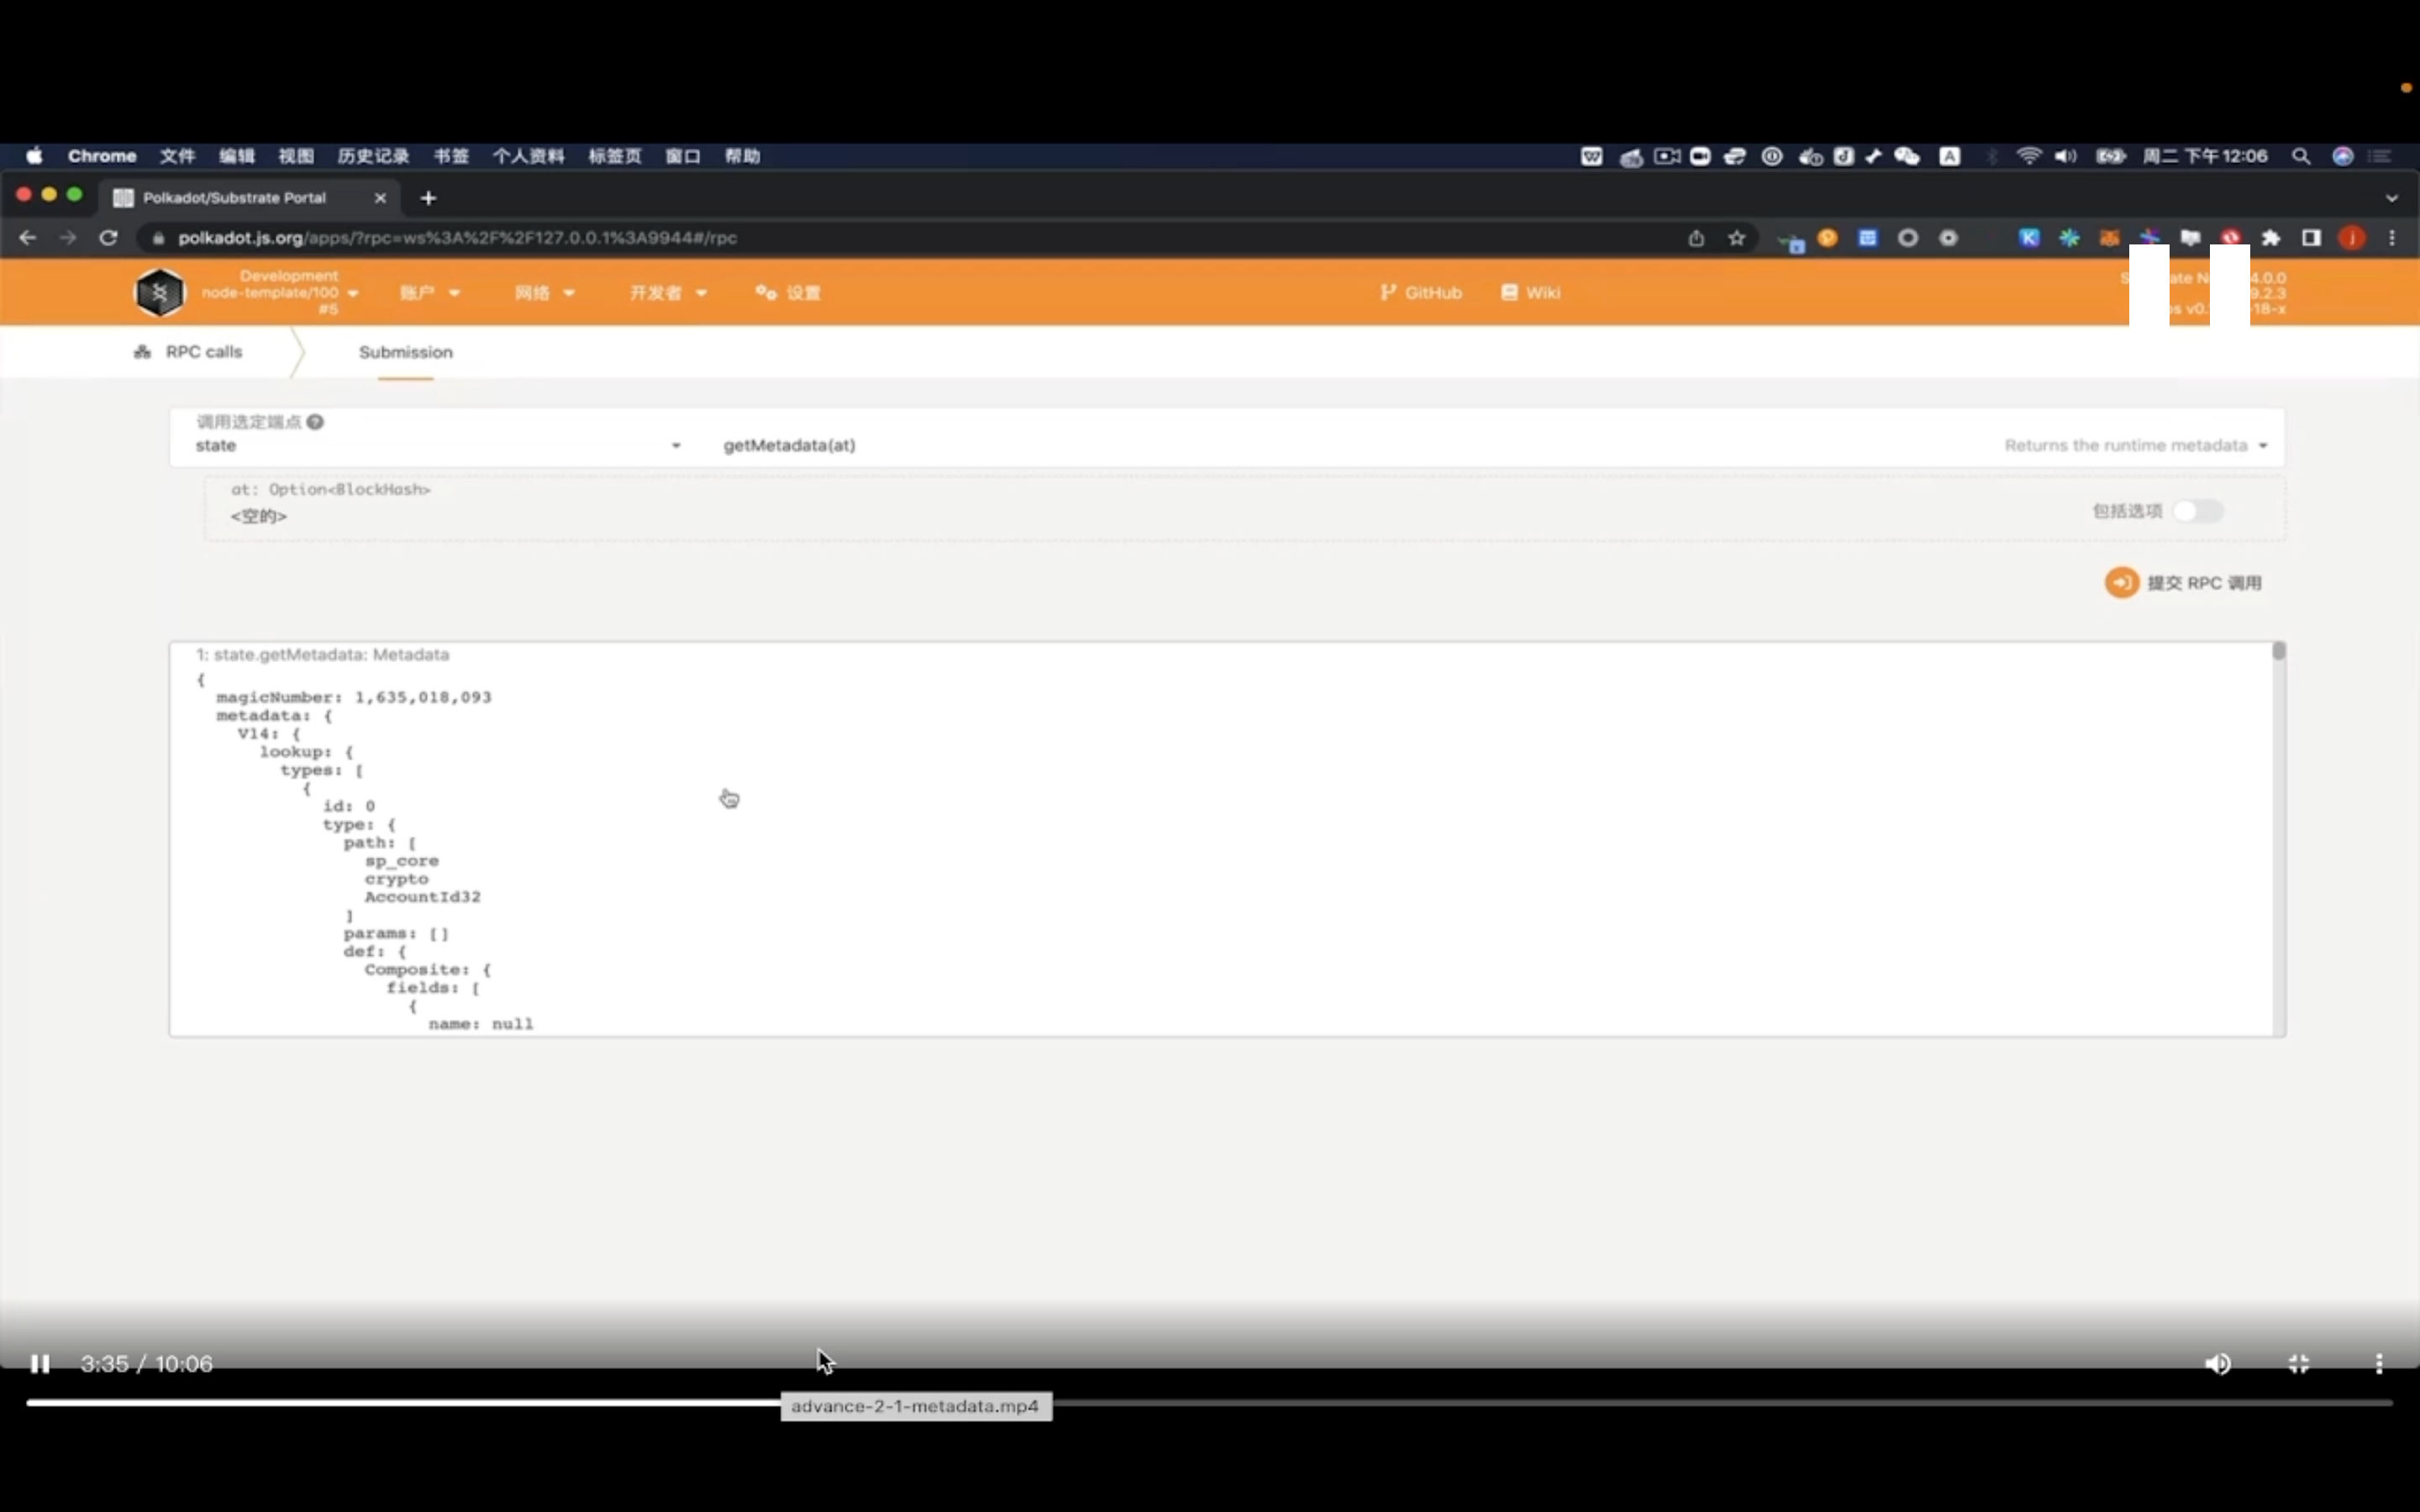 Chrome 文件 编辑 视图 历史记录 书签 个人资料 标签页 窗口 帮助 周二 下午12:06
Polkadot/Substrate Portal
polkadot.js.org/apps/?rpc=ws%3A%2F%2F127.0.0.1%3A9944#/rpc
Development
node-template/100
#5
账户 网络 开发者 设置 GitHub Wiki
4.0.0
9.2.3
-18-x
RPC calls Submission
调用选定端点
state getMetadata(at) Returns the runtime metadata
at: Option<BlockHash>
<空的>
包括选项
提交 RPC 调用
1: state.getMetadata: Metadata
{
magicNumber: 1,635,018,093
metadata: {
V14: {
lookup: {
types: [
{
id: 0
type: {
path: [
sp_core
crypto
AccountId32
]
params: []
def: {
Composite: {
fields: [
{
name: null
3:35 / 10:06
advance-2-1-metadata.mp4